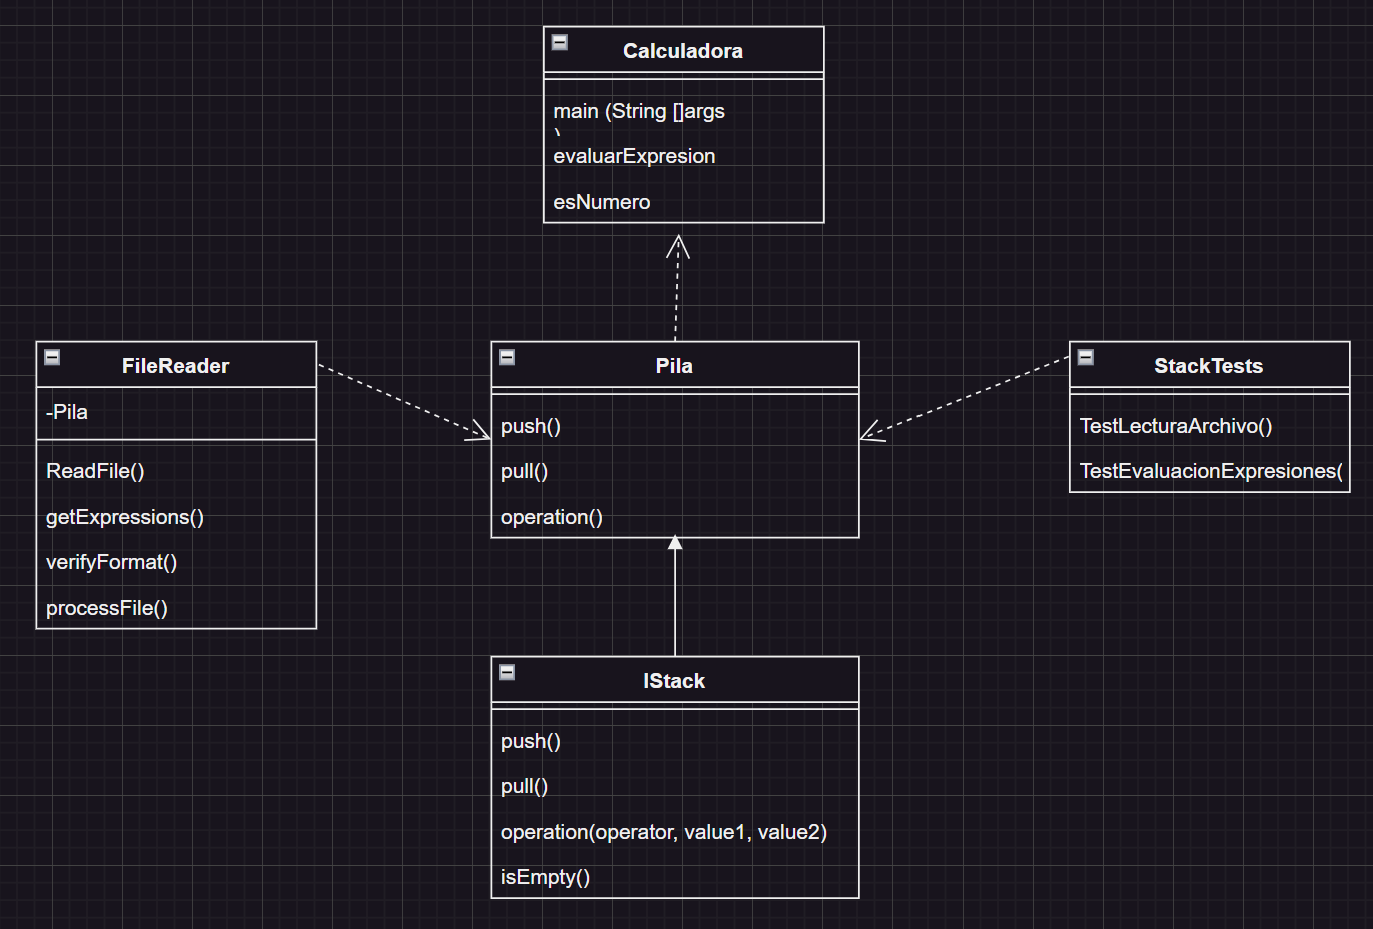 Calculadora
main (String []args
)
evaluarExpresion
esNumero
FileReader
-Pila
ReadFile()
getExpressions()
verifyFormat()
processFile()
Pila
push()
pull()
operation()
StackTests
TestLecturaArchivo()
TestEvaluacionExpresiones(
IStack
push()
pull()
operation(operator, value1, value2)
isEmpty()